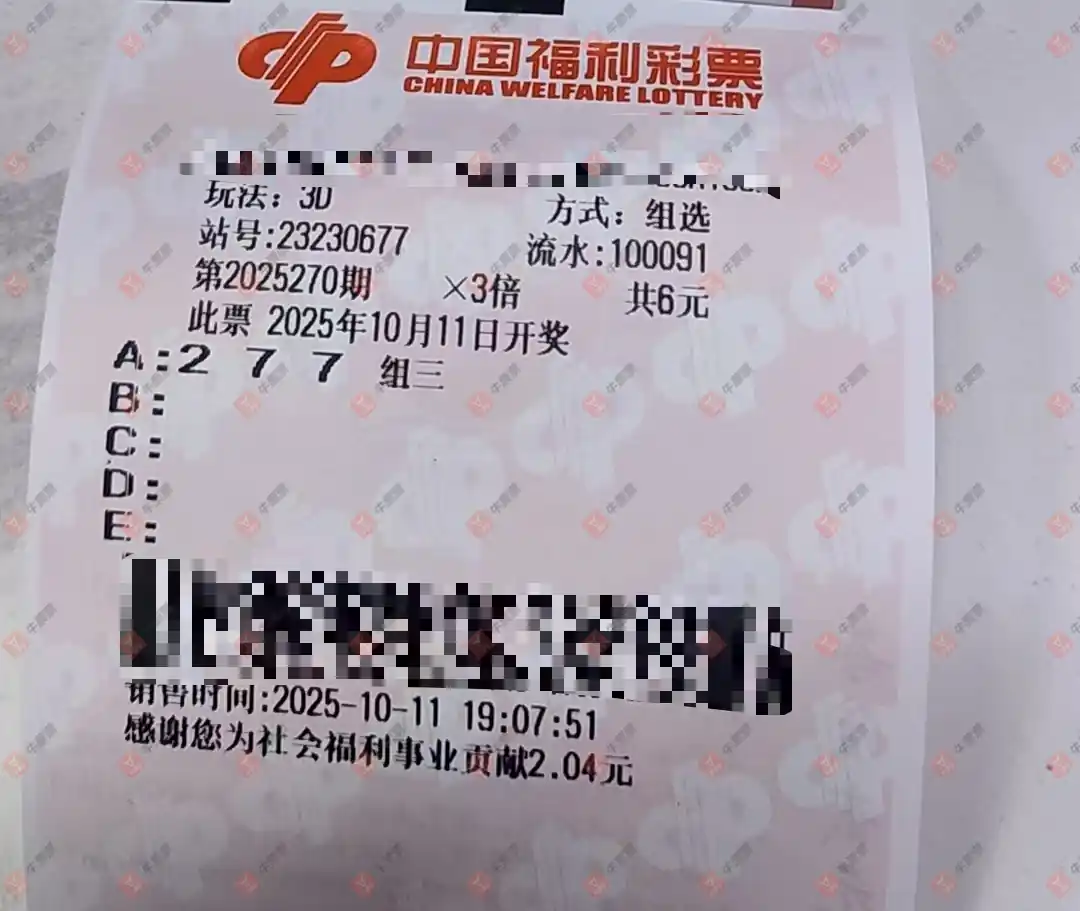 中国福利彩票
CHINA WELFARE LOTTERY
玩法：3D 方式：组选
站号:23230677 流水:100091
第2025270期 ×3倍 共6元
此票 2025年10月11日开奖
A:2 7 7 组三
B:
C:
D:
E:
销售时间:2025-10-11 19:07:51
感谢您为社会福利事业贡献2.04元